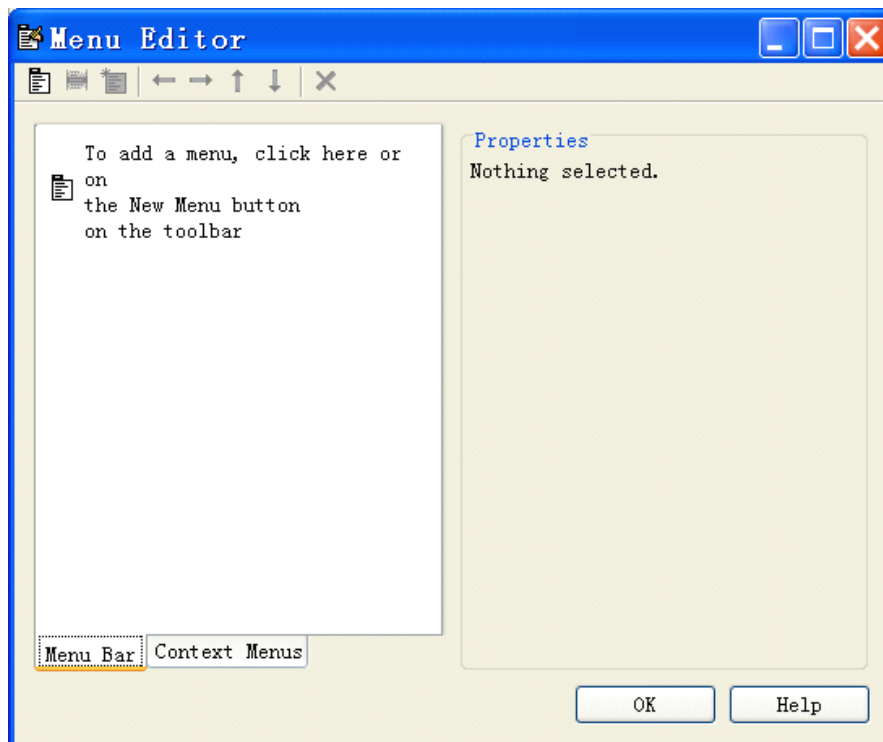 Menu Editor
To add a menu, click here or
on
the New Menu button
on the toolbar
Properties
Nothing selected.
Menu Bar
Context Menus
OK
Help